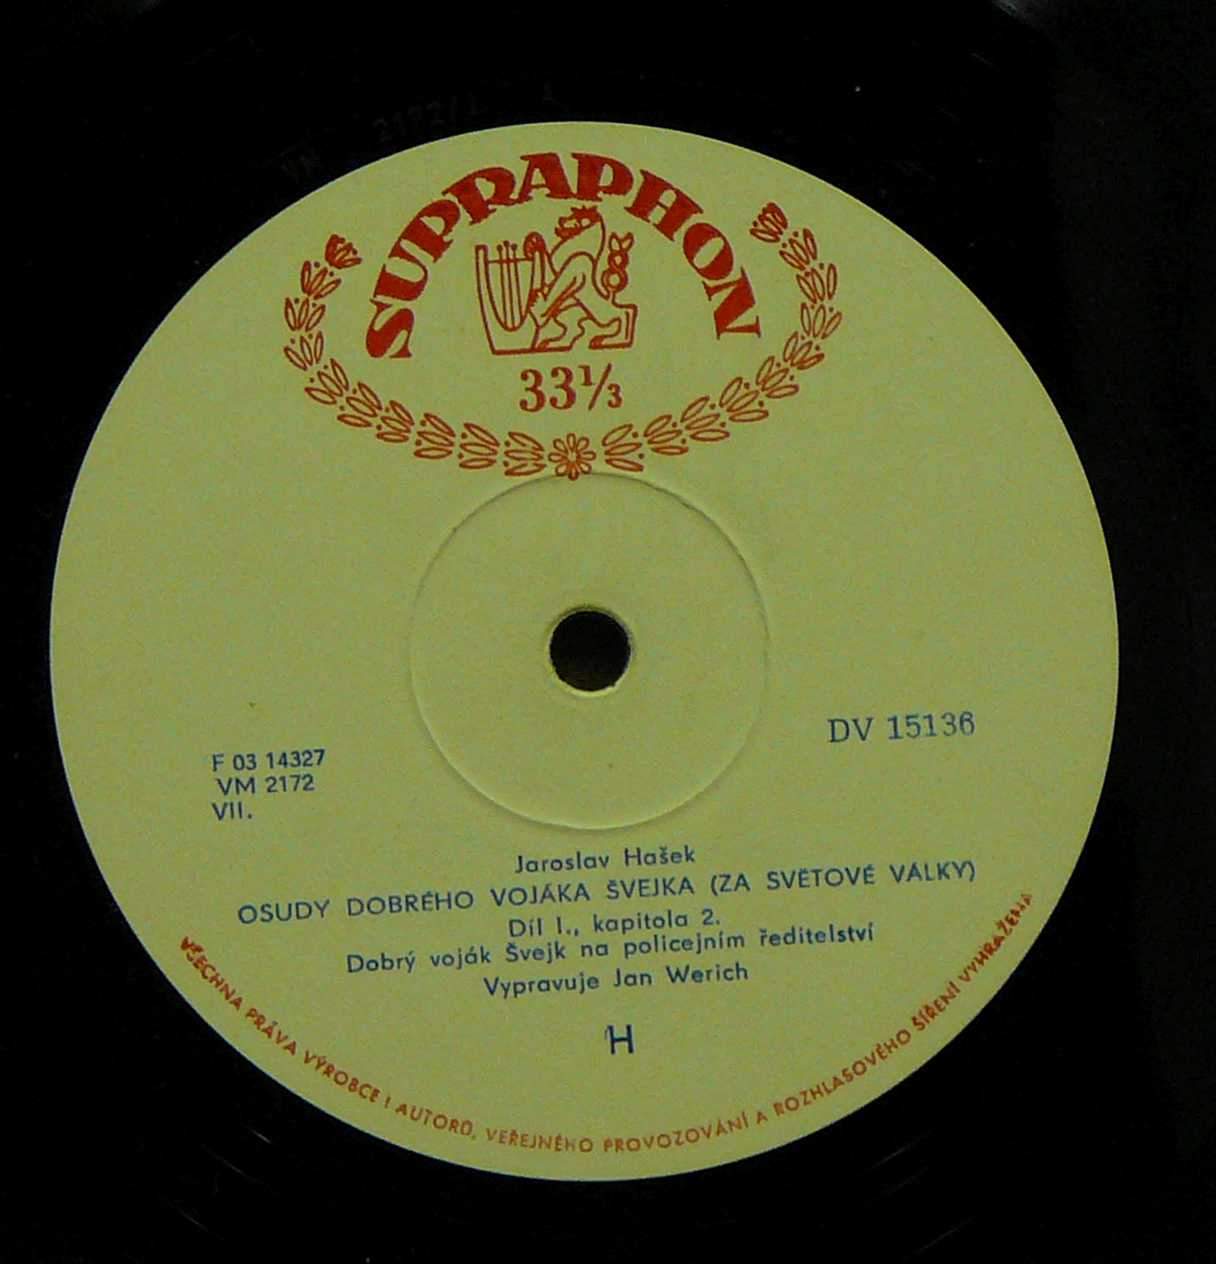 SUPRAPHON
33⅓
DV 15136
F 03 14327
VM 2172
VII.
Jaroslav Hašek
OSUDY DOBRÉHO VOJÁKA ŠVEJKA (ZA SVĚTOVÉ VÁLKY)
Díl I., kapitola 2.
Dobrý voják Švejk na policejním ředitelství
Vypravuje Jan Werich
H
VŠECHNA PRÁVA VÝROBCE I AUTORŮ, VEŘEJNÉHO PROVOZOVÁNÍ A ROZHLASOVÉHO ŠÍŘENÍ VYHRAŽENA